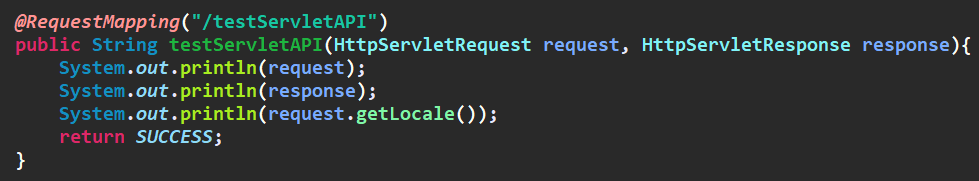 @RequestMapping("/testServletAPI")
public String testServletAPI(HttpServletRequest request, HttpServletResponse response){
    System.out.println(request);
    System.out.println(response);
    System.out.println(request.getLocale());
    return SUCCESS;
}